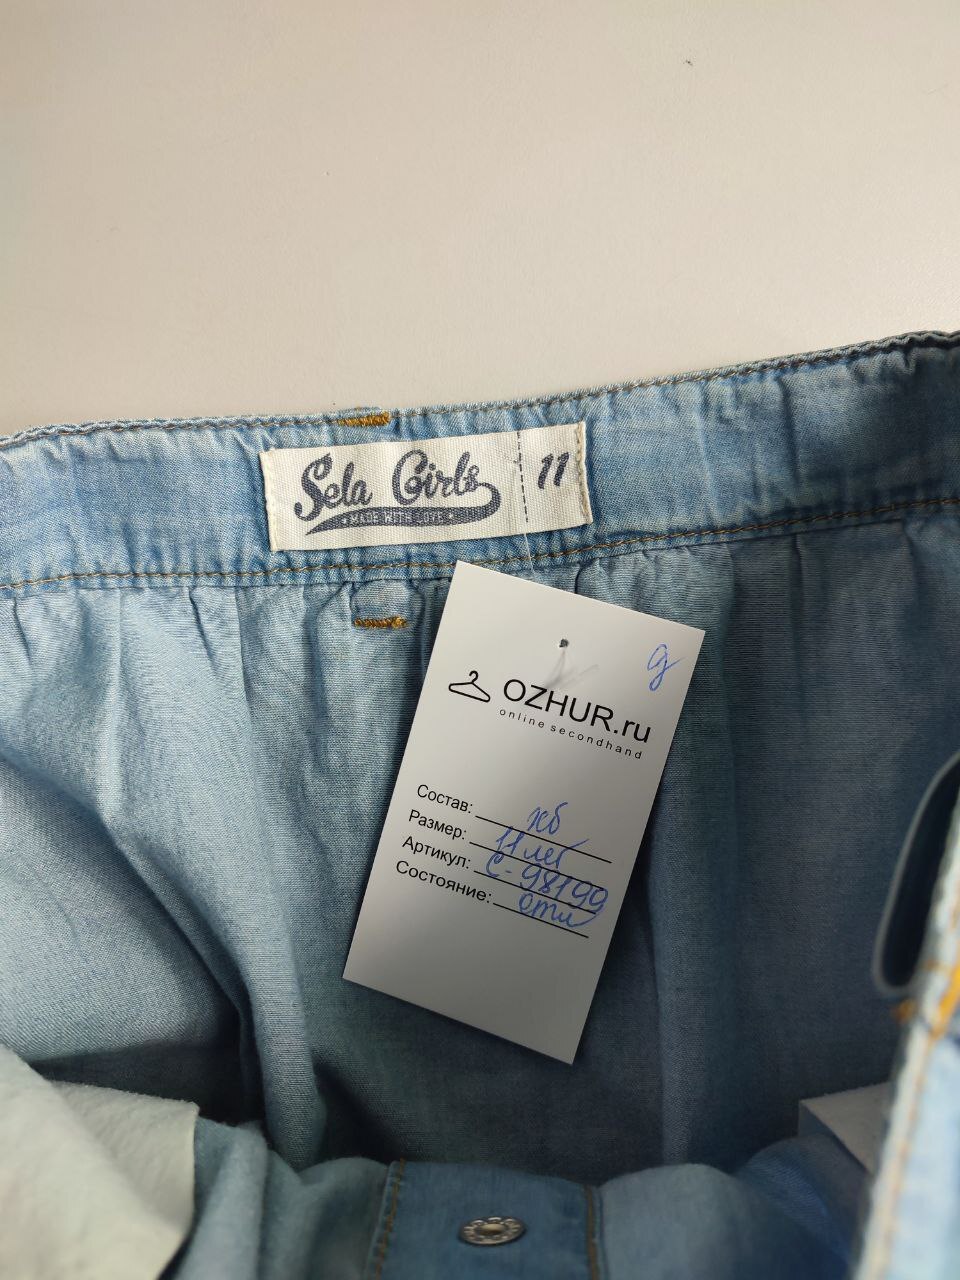 Sela Girls 11
MADE WITH LOVE
д
OZHUR.ru
online secondhand
Состав: хб
Размер: 11 лет
Артикул: С-98199
Состояние: отл